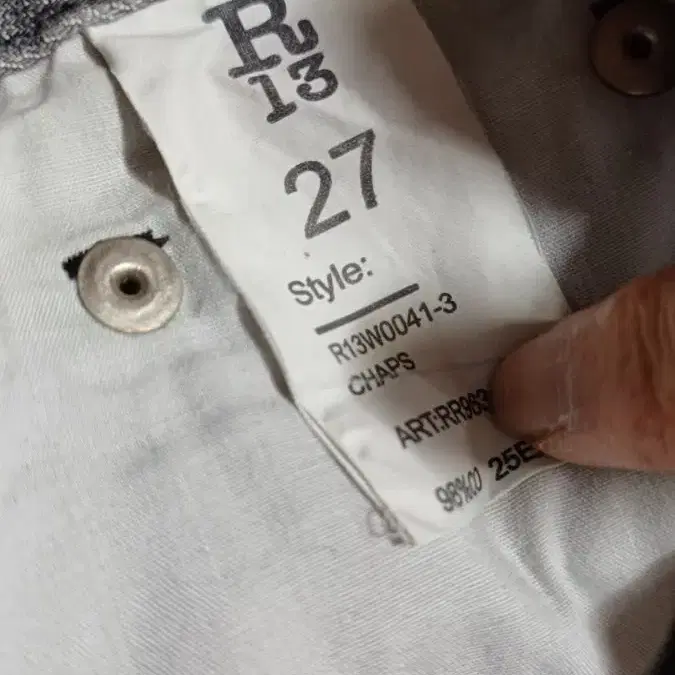 R
13
27
Style:
R13W0041-3
CHAPS
ART:RR963
98%CO 25E